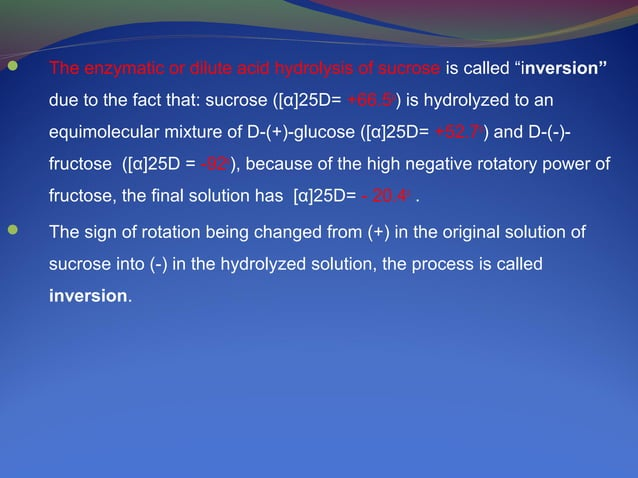 The enzymatic or dilute acid hydrolysis of sucrose is called “inversion”
due to the fact that: sucrose ([α]25D= +66.5°) is hydrolyzed to an
equimolecular mixture of D-(+)-glucose ([α]25D= +52.7°) and D-(-)-
fructose ([α]25D = -92°), because of the high negative rotatory power of
fructose, the final solution has [α]25D= - 20.4° .
The sign of rotation being changed from (+) in the original solution of
sucrose into (-) in the hydrolyzed solution, the process is called
inversion.